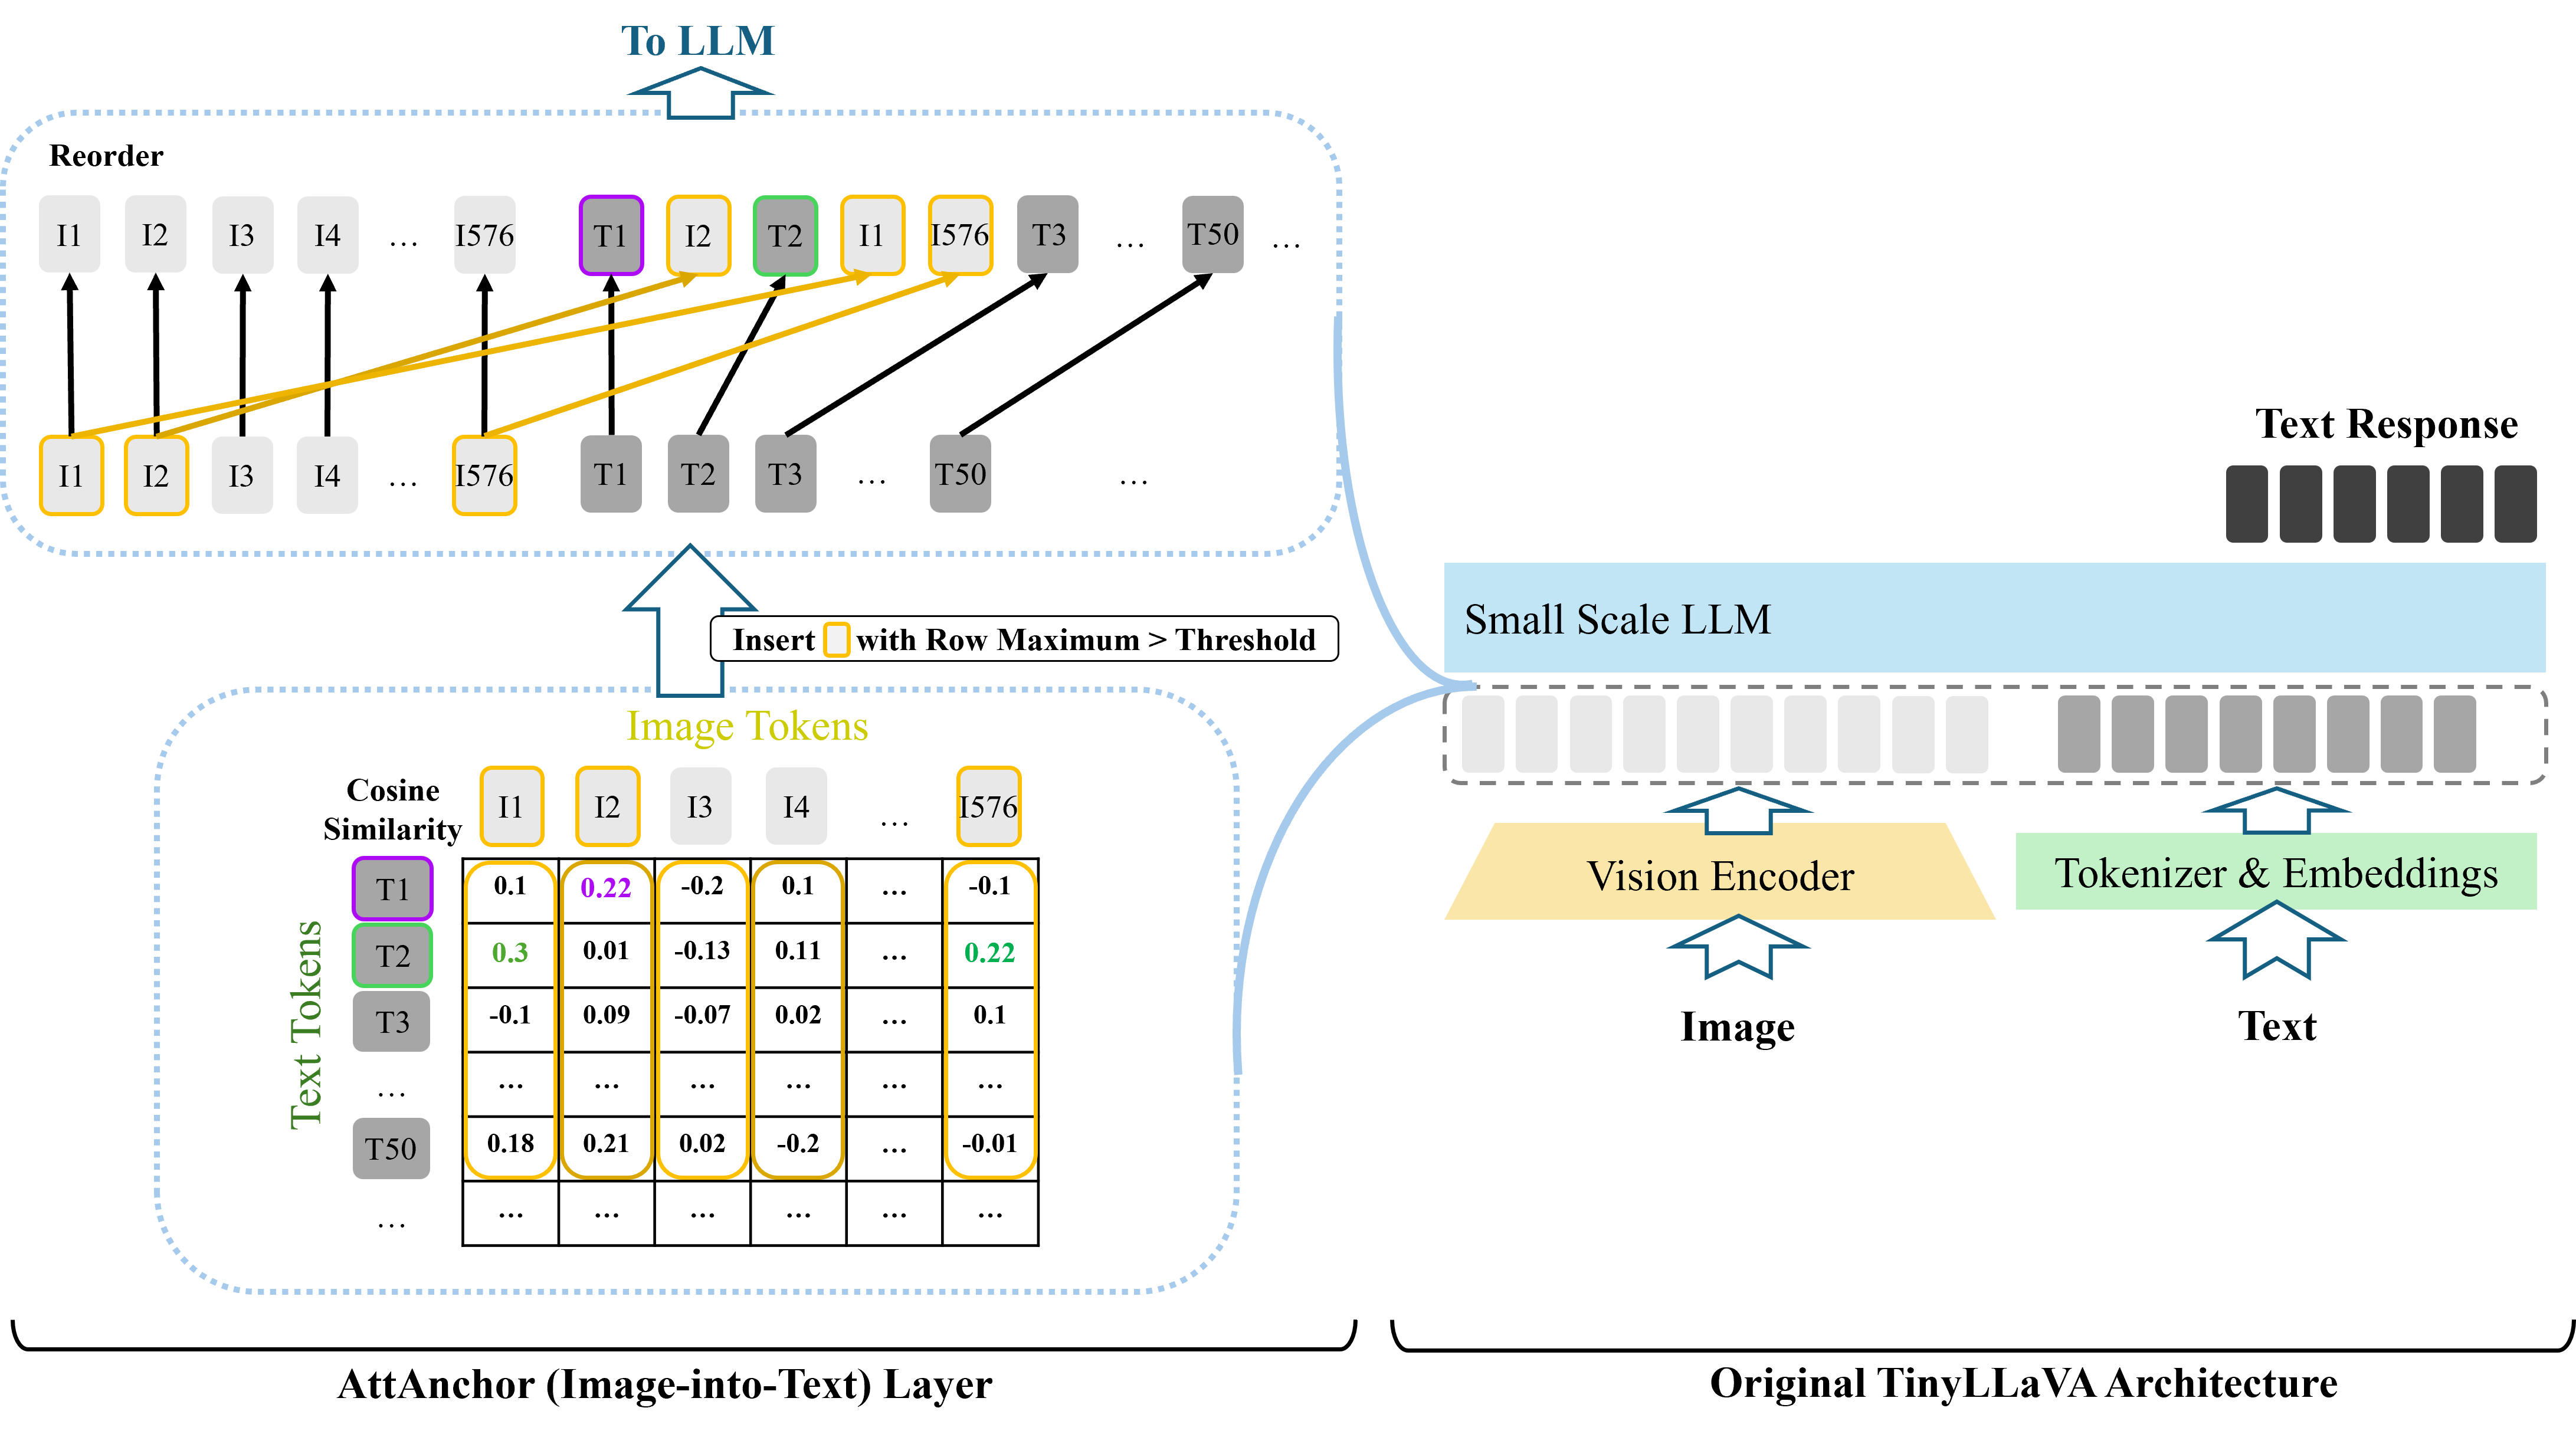 To LLM
Reorder
I1 I2 I3 I4 … I576 T1 I2 T2 I1 I576 T3 … T50 …
I1 I2 I3 I4 … I576 T1 T2 T3 … T50 …
Insert with Row Maximum > Threshold
Image Tokens
Cosine
Similarity
I1 I2 I3 I4 … I576
Text Tokens
T1 0.1 0.22 -0.2 0.1 … -0.1
T2 0.3 0.01 -0.13 0.11 … 0.22
T3 -0.1 0.09 -0.07 0.02 … 0.1
… … … … … … …
T50 0.18 0.21 0.02 -0.2 … -0.01
… … … … … … …
AttAnchor (Image-into-Text) Layer
Text Response
Small Scale LLM
Vision Encoder
Tokenizer & Embeddings
Image
Text
Original TinyLLaVA Architecture